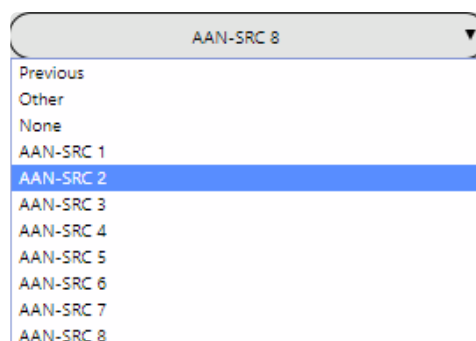 AAN-SRC 8
Previous
Other
None
AAN-SRC 1
AAN-SRC 2
AAN-SRC 3
AAN-SRC 4
AAN-SRC 5
AAN-SRC 6
AAN-SRC 7
AAN-SRC 8